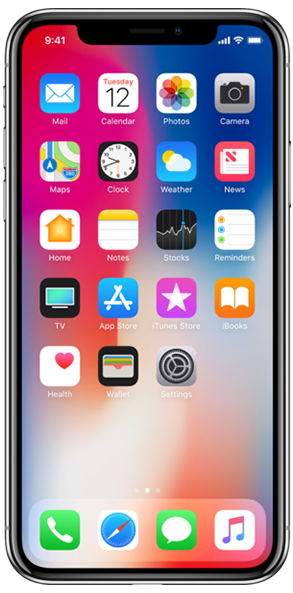 9:41
Tuesday
12
Mail Calendar Photos Camera
Maps Clock Weather News
Home Notes Stocks Reminders
TV App Store iTunes Store iBooks
Health Wallet Settings